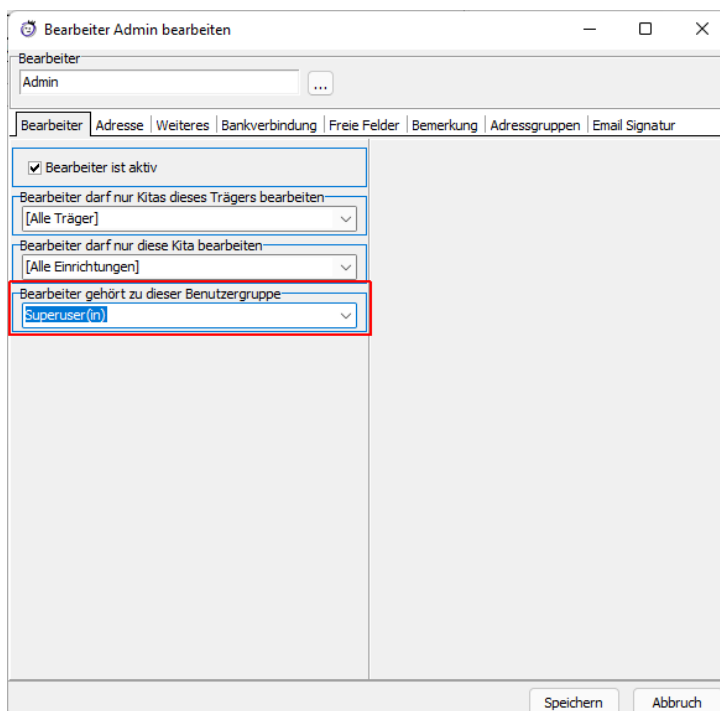 Bearbeiter Admin bearbeiten
Bearbeiter
Admin
...
Bearbeiter Adresse Weiteres Bankverbindung Freie Felder Bemerkung Adressgruppen Email Signatur
Bearbeiter ist aktiv
Bearbeiter darf nur Kitas dieses Trägers bearbeiten
[Alle Träger]
Bearbeiter darf nur diese Kita bearbeiten
[Alle Einrichtungen]
Bearbeiter gehört zu dieser Benutzergruppe
Superuser(in)
Speichern Abbruch